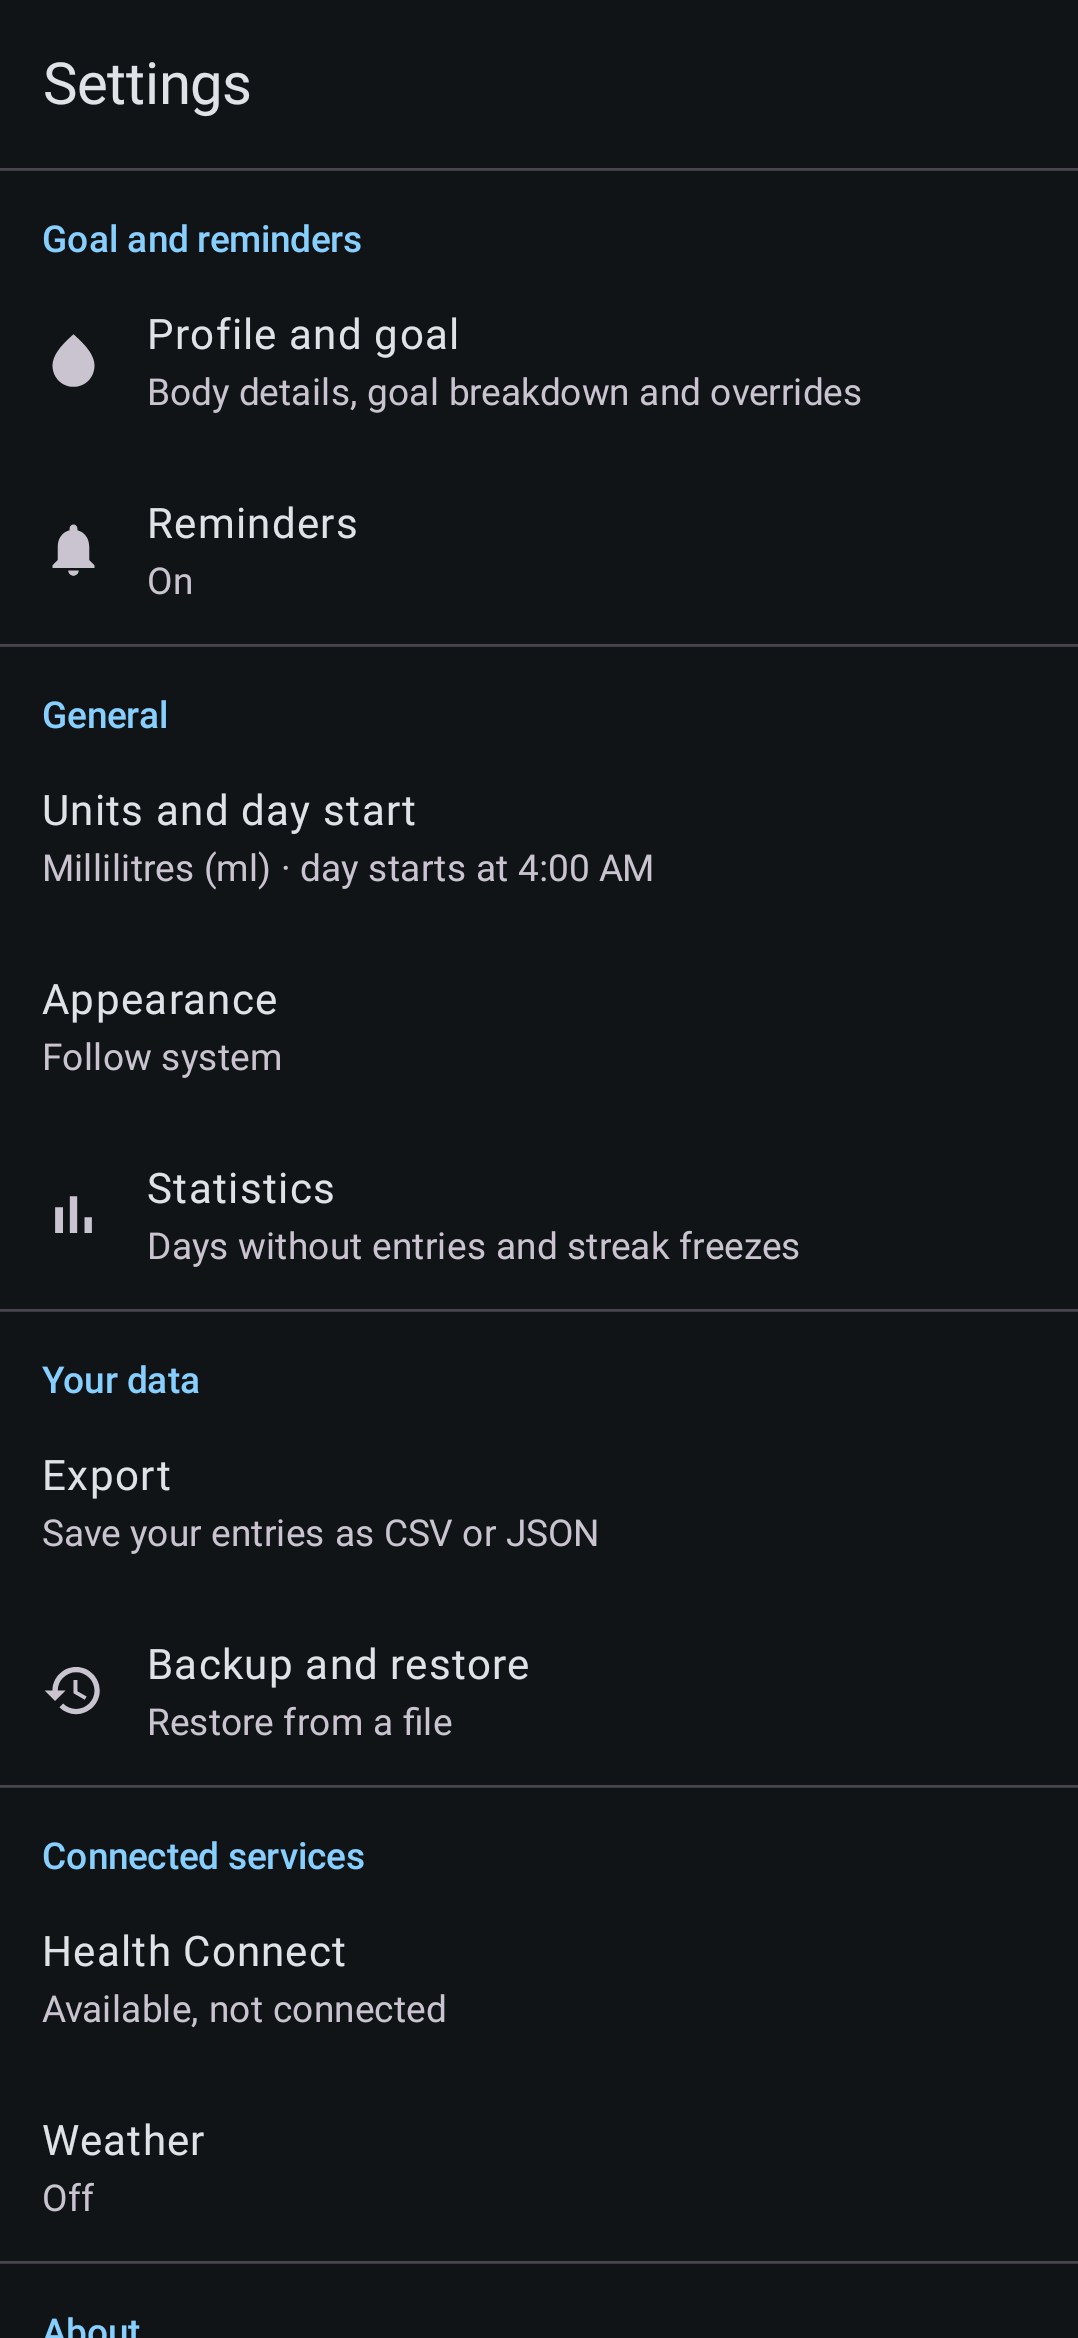 Settings
Goal and reminders
Profile and goal
Body details, goal breakdown and overrides
Reminders
On
General
Units and day start
Millilitres (ml) · day starts at 4:00 AM
Appearance
Follow system
Statistics
Days without entries and streak freezes
Your data
Export
Save your entries as CSV or JSON
Backup and restore
Restore from a file
Connected services
Health Connect
Available, not connected
Weather
Off
About